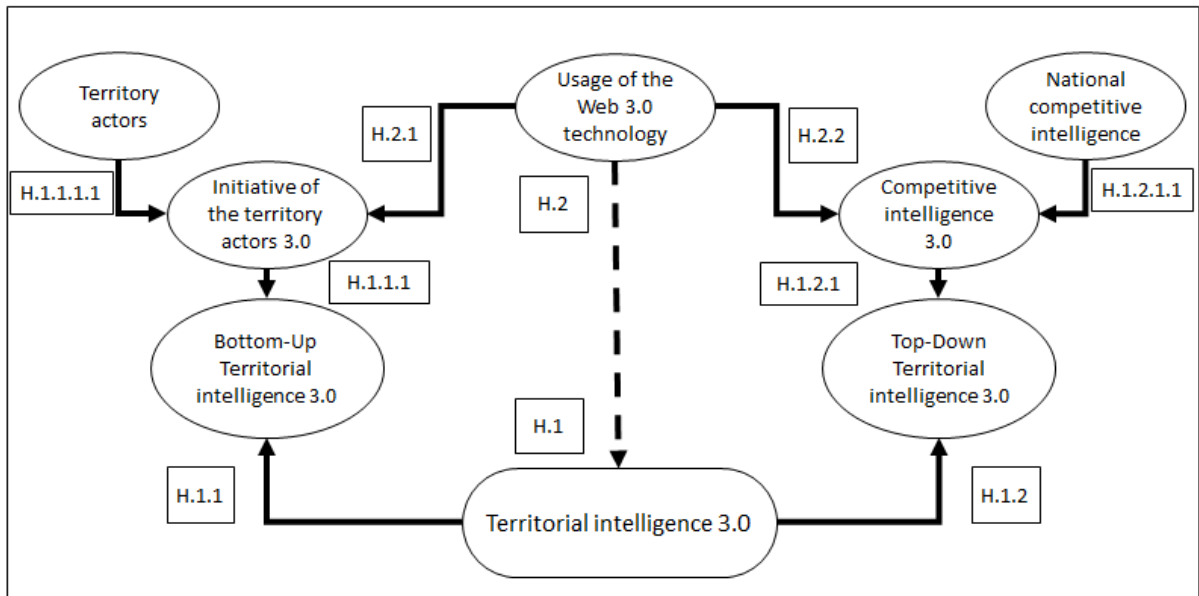 Territory
actors
Usage of the
Web 3.0
technology
National
competitive
intelligence
H.2.1
H.2.2
H.1.1.1.1
Initiative of
the territory
actors 3.0
H.2
Competitive
intelligence
3.0
H.1.2.1.1
H.1.1.1
H.1.2.1
Bottom-Up
Territorial
intelligence 3.0
Top-Down
Territorial
intelligence 3.0
H.1
H.1.1
Territorial intelligence 3.0
H.1.2